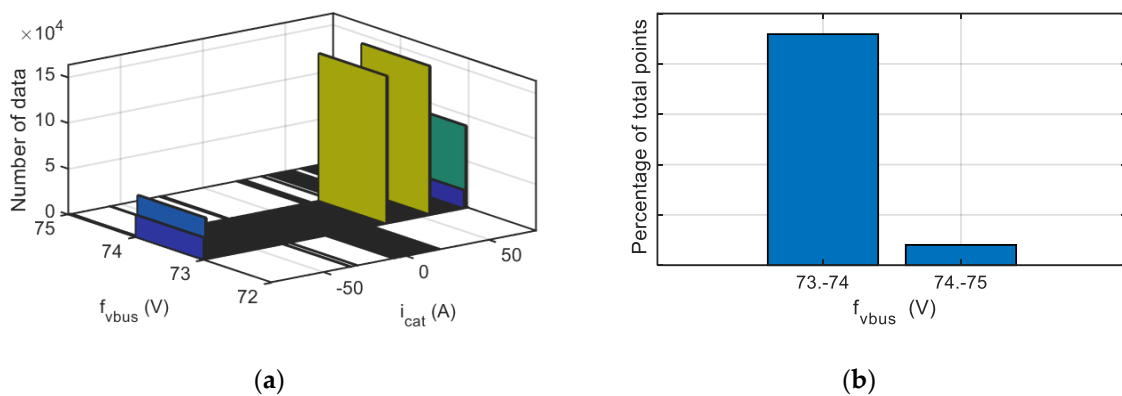 ×10⁴
15
10
5
0
Number of data
75
74
73
72
f_vbus (V)
-50
0
50
i_cat (A)
(a)
Percentage of total points
73.-74
74.-75
f_vbus (V)
(b)